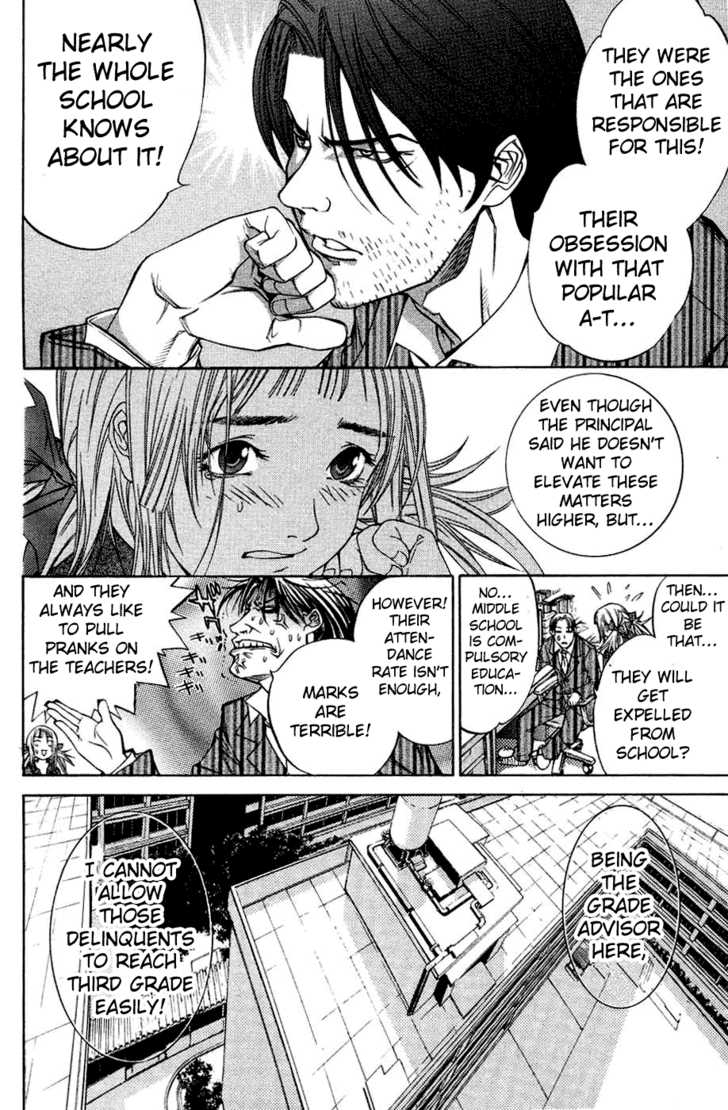 THEY WERE
THE ONES
THAT ARE
RESPONSIBLE
FOR THIS!
THEIR
OBSESSION
WITH THAT
POPULAR
A-T...
NEARLY
THE WHOLE
SCHOOL
KNOWS
ABOUT IT!
EVEN THOUGH
THE PRINCIPAL
SAID HE DOESN'T
WANT TO
ELEVATE THESE
MATTERS
HIGHER, BUT...
THEN...
COULD IT
BE
THAT...
THEY WILL
GET
EXPELLED
FROM
SCHOOL?
NO...
MIDDLE
SCHOOL
IS COM-
PULSORY
EDUCA-
TION...
HOWEVER!
THEIR
ATTEN-
DANCE
RATE ISN'T
ENOUGH,
MARKS
ARE
TERRIBLE!
AND THEY
ALWAYS LIKE
TO PULL
PRANKS ON
THE TEACHERS!
BEING
THE
GRADE
ADVISOR
HERE,
I CANNOT
ALLOW
THOSE
DELINQUENTS
TO REACH
THIRD GRADE
EASILY!